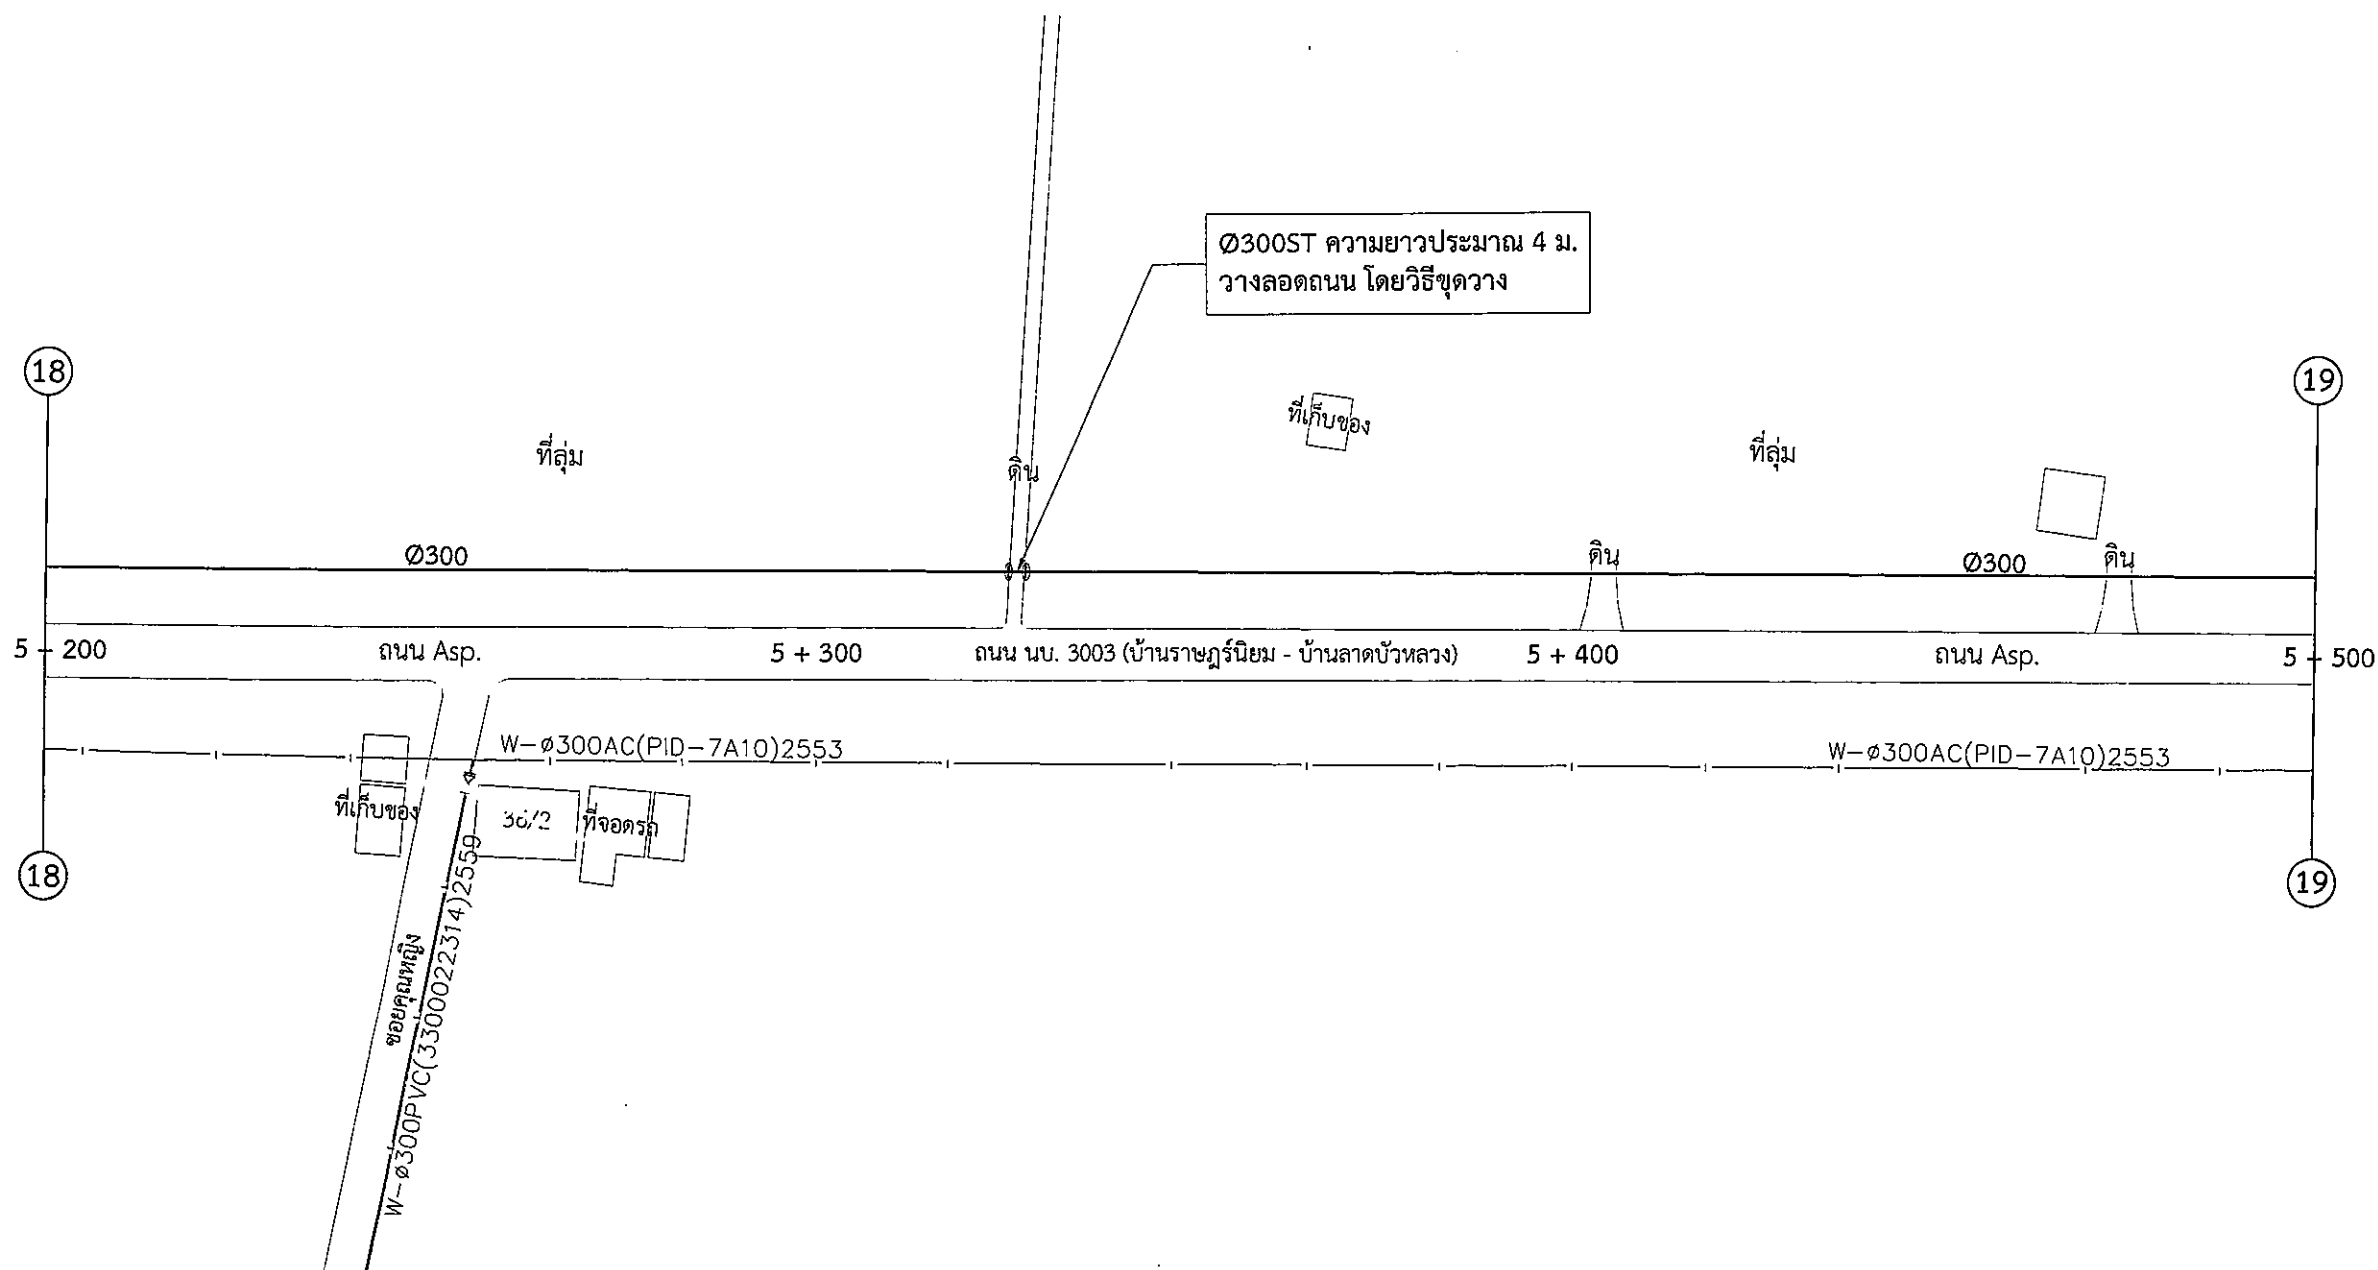 Ø300ST ความยาวประมาณ 4 ม.
วางลอดถนน โดยวิธีขุดวาง
18
19
ที่เก็บของ
ที่ลุ่ม
ที่ลุ่ม
ดิน
Ø300
ดิน
Ø300
ดิน
5 + 200
ถนน Asp.
5 + 300
ถนน นบ. 3003 (บ้านราษฎร์นิยม - บ้านลาดบัวหลวง)
5 + 400
ถนน Asp.
5 + 500
W-ø300AC(PID-7A10)2553
W-ø300AC(PID-7A10)2553
ที่เก็บของ
36/2
ที่จอดรถ
18
19
ซอยคุณหญิง
W-ø300PVC(3300022314)2559